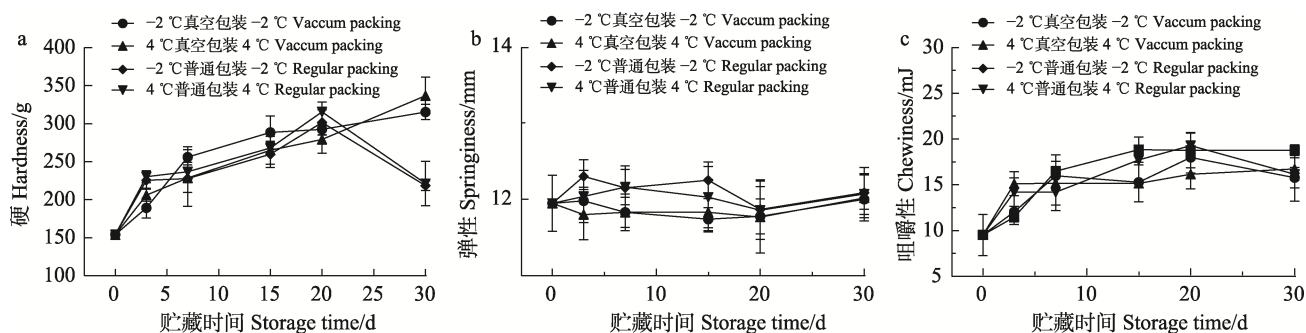 a
−2 ℃真空包装 −2 ℃ Vaccum packing
4 ℃真空包装 4 ℃ Vaccum packing
−2 ℃普通包装 −2 ℃ Regular packing
4 ℃普通包装 4 ℃ Regular packing
硬 Hardness/g
400
350
300
250
200
150
100
0 5 10 15 20 25 30
贮藏时间 Storage time/d
b
−2 ℃真空包装 −2 ℃ Vaccum packing
4 ℃真空包装 4 ℃ Vaccum packing
−2 ℃普通包装 −2 ℃ Regular packing
4 ℃普通包装 4 ℃ Regular packing
弹性 Springiness/mm
14
12
0 10 20 30
贮藏时间 Storage time/d
c
−2 ℃真空包装 −2 ℃ Vaccum packing
4 ℃真空包装 4 ℃ Vaccum packing
−2 ℃普通包装 −2 ℃ Regular packing
4 ℃普通包装 4 ℃ Regular packing
咀嚼性 Chewiness/mJ
30
25
20
15
10
5
0 10 20 30
贮藏时间 Storage time/d